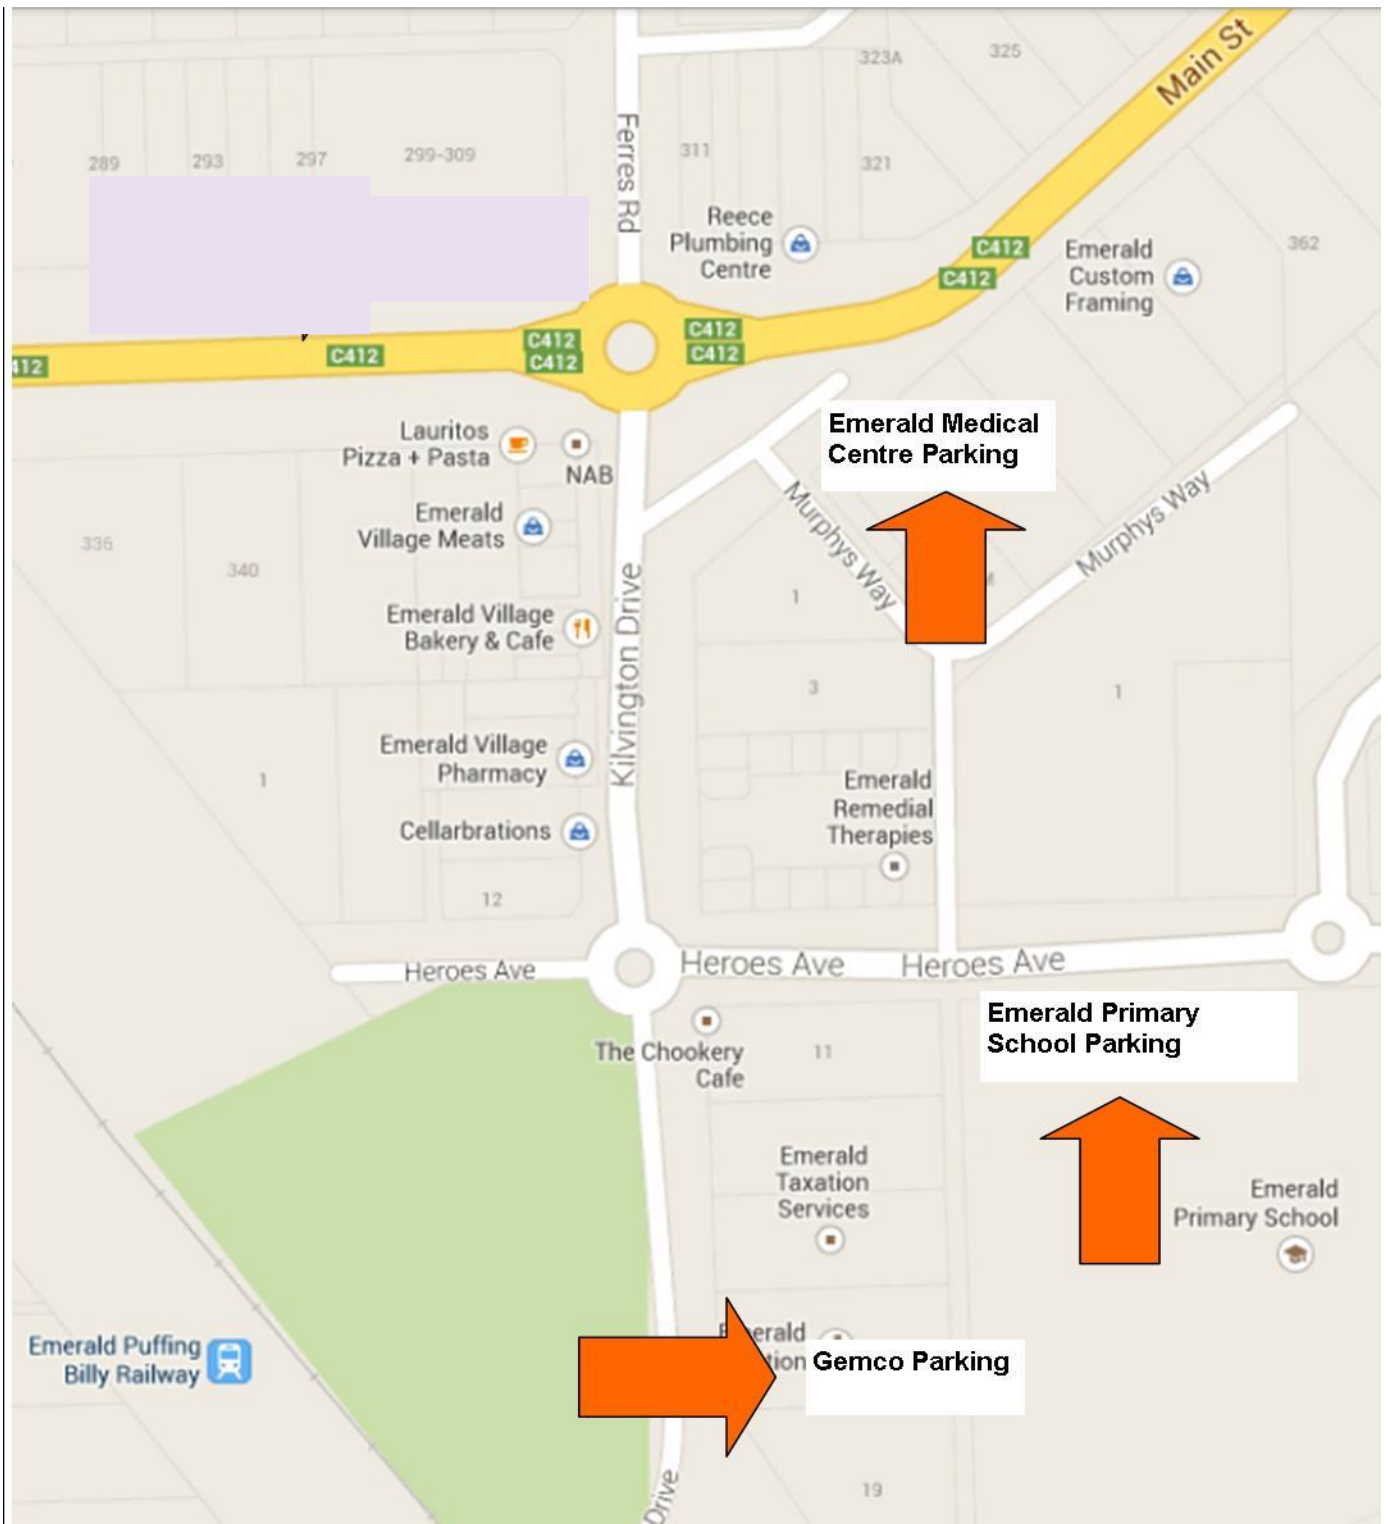 323A
325
Main St
Ferres Rd
289
293
297
299-309
311
321
Reece
Plumbing
Centre
C412
C412
Emerald
Custom
Framing
362
412
C412
C412
C412
C412
C412
Lauritos
Pizza + Pasta
NAB
Emerald Medical
Centre Parking
Emerald
Village Meats
336
340
Murphys Way
Murphys Way
Kilvington Drive
1
Emerald Village
Bakery & Cafe
3
1
Emerald Village
Pharmacy
1
Emerald
Remedial
Therapies
Cellarbrations
12
Heroes Ave
Heroes Ave
Heroes Ave
The Chookery
Cafe
11
Emerald Primary
School Parking
Emerald
Taxation
Services
Emerald
Primary School
Emerald Puffing
Billy Railway
Gemco Parking
19
Drive